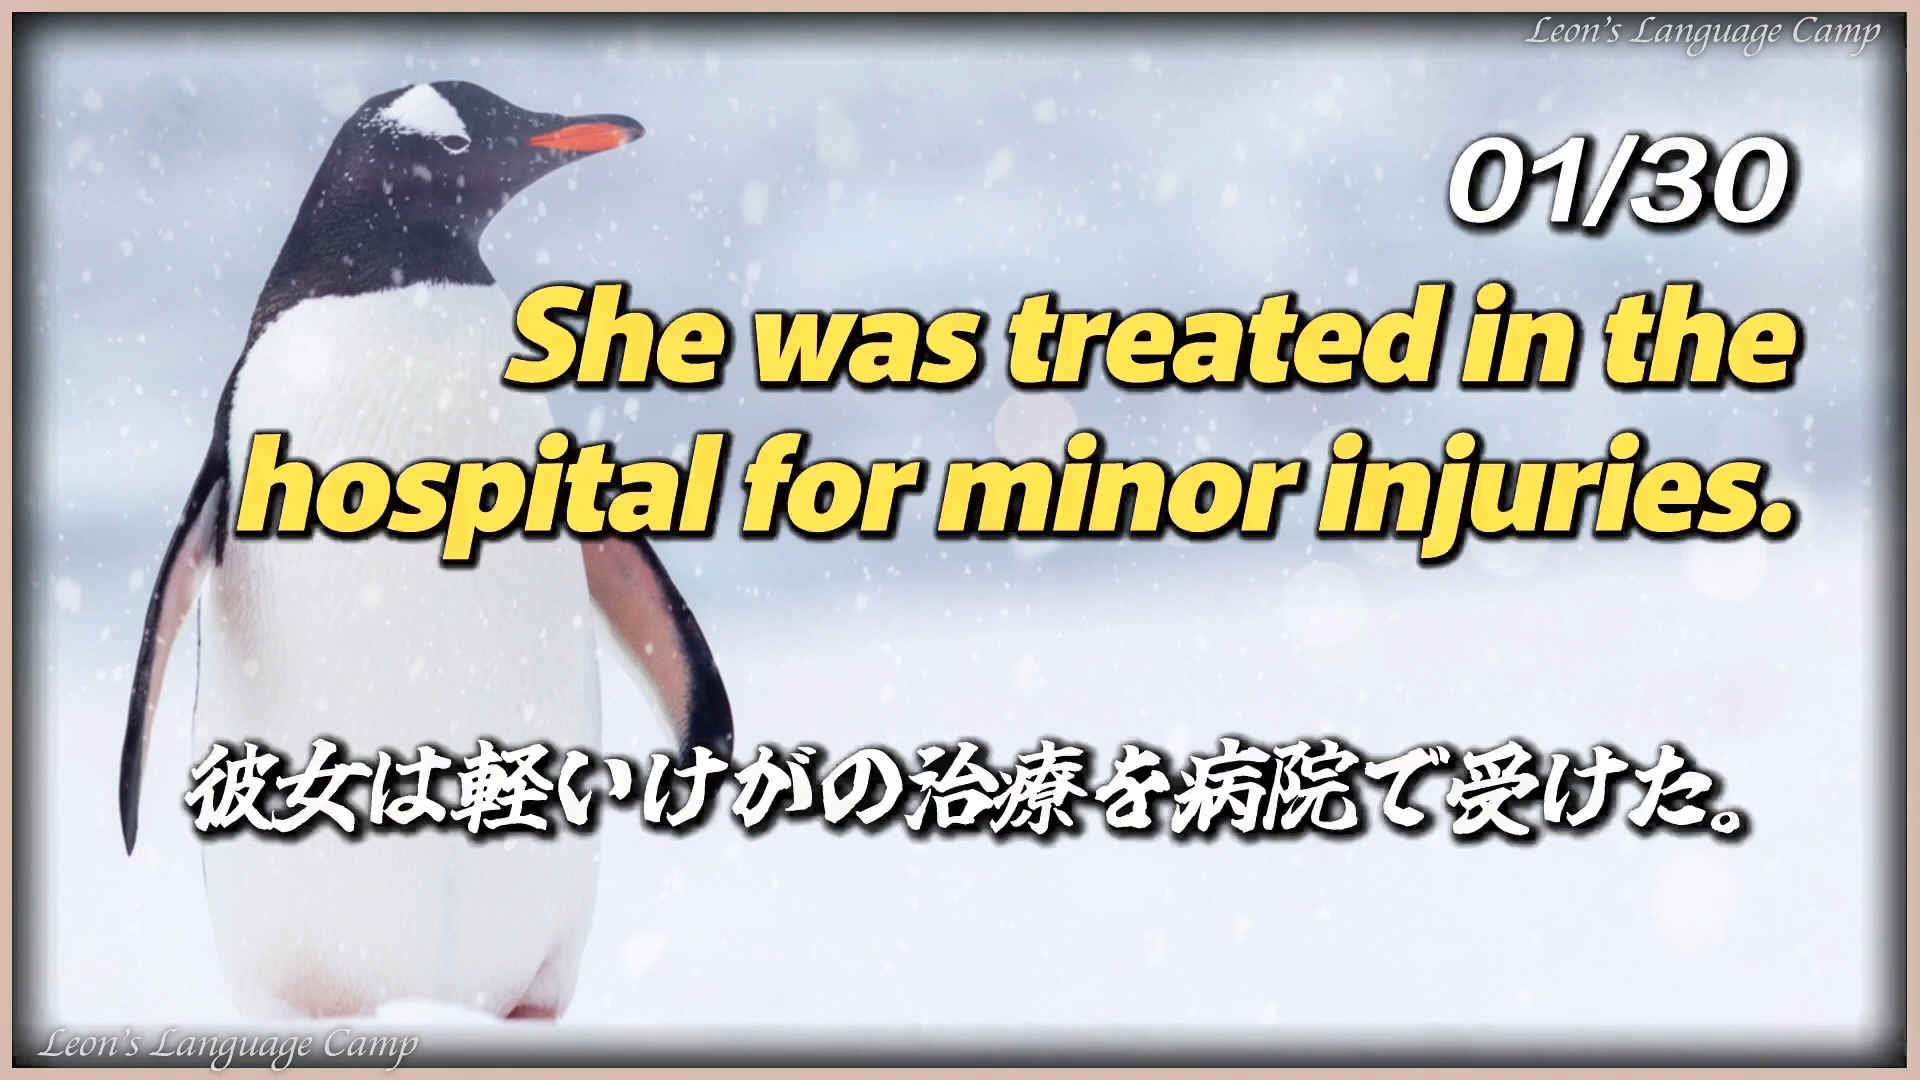 Leon's Language Camp
01/30
She was treated in the
hospital for minor injuries.
彼女は軽いけがの治療を病院で受けた。
Leon's Language Camp